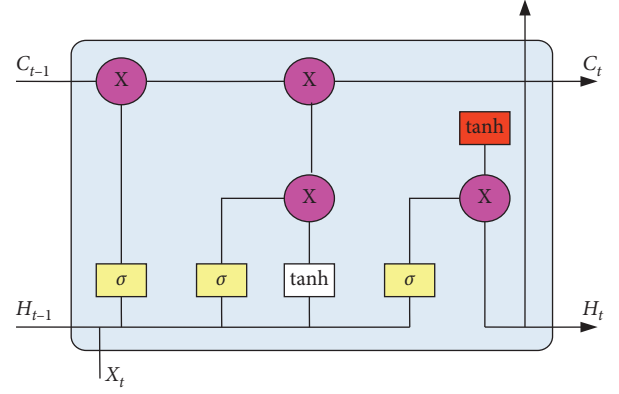 C_{t-1}
X
X
C_t
tanh
X
X
σ
σ
tanh
σ
H_{t-1}
H_t
X_t